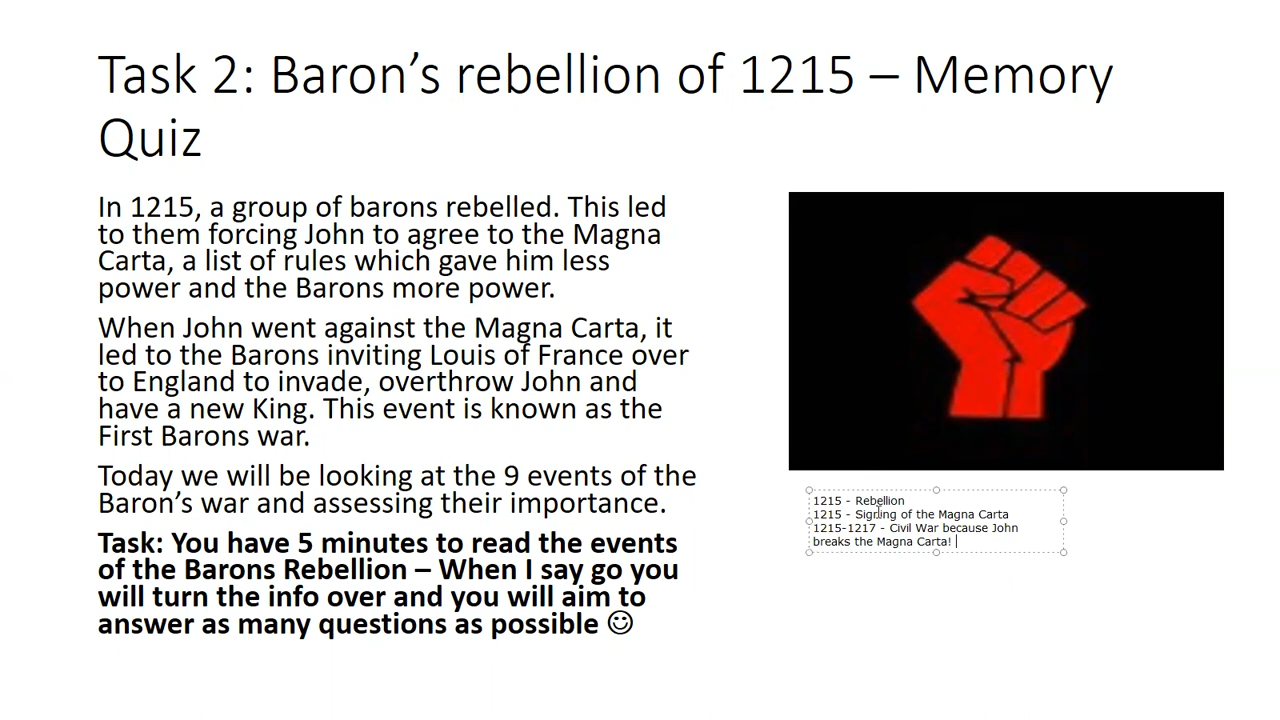 Task 2: Baron’s rebellion of 1215 – Memory
Quiz
In 1215, a group of barons rebelled. This led
to them forcing John to agree to the Magna
Carta, a list of rules which gave him less
power and the Barons more power.
When John went against the Magna Carta, it
led to the Barons inviting Louis of France over
to England to invade, overthrow John and
have a new King. This event is known as the
First Barons war.
Today we will be looking at the 9 events of the
Baron’s war and assessing their importance.
Task: You have 5 minutes to read the events
of the Barons Rebellion – When I say go you
will turn the info over and you will aim to
answer as many questions as possible ☺
1215 - Rebellion
1215 - Signing of the Magna Carta
1215-1217 - Civil War because John
breaks the Magna Carta!